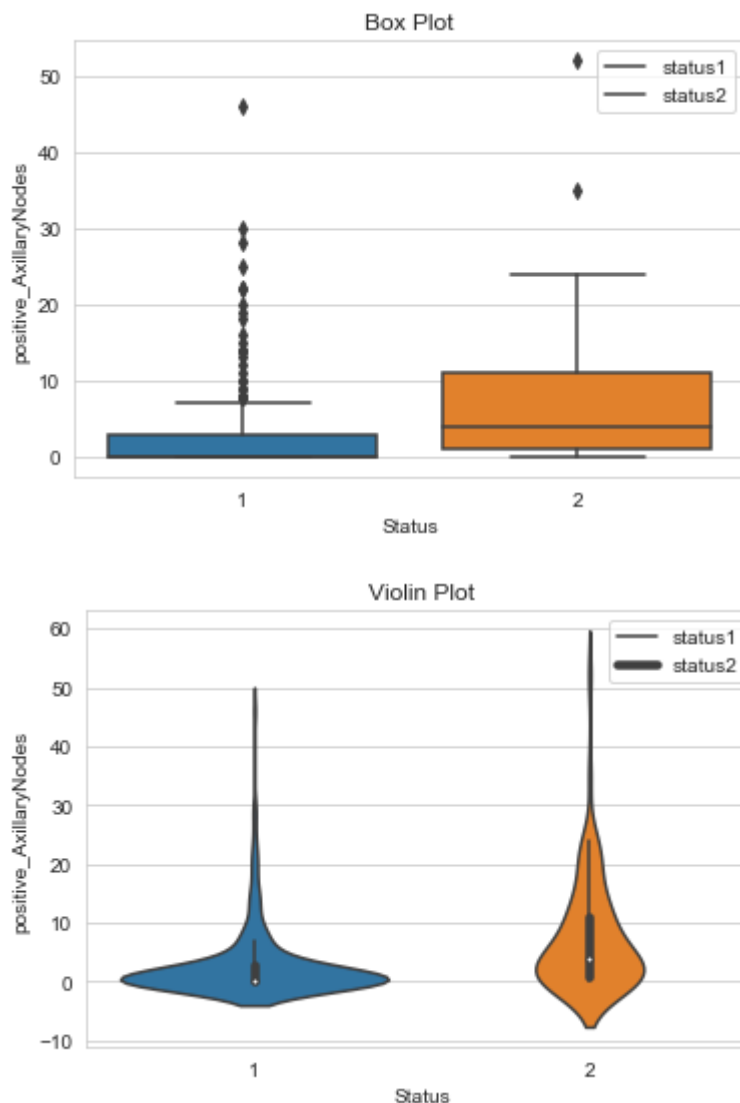 Box Plot
status1
status2
50
40
30
20
10
0
positive_AxillaryNodes
1
2
Status
Violin Plot
status1
status2
60
50
40
30
20
10
0
−10
positive_AxillaryNodes
1
2
Status